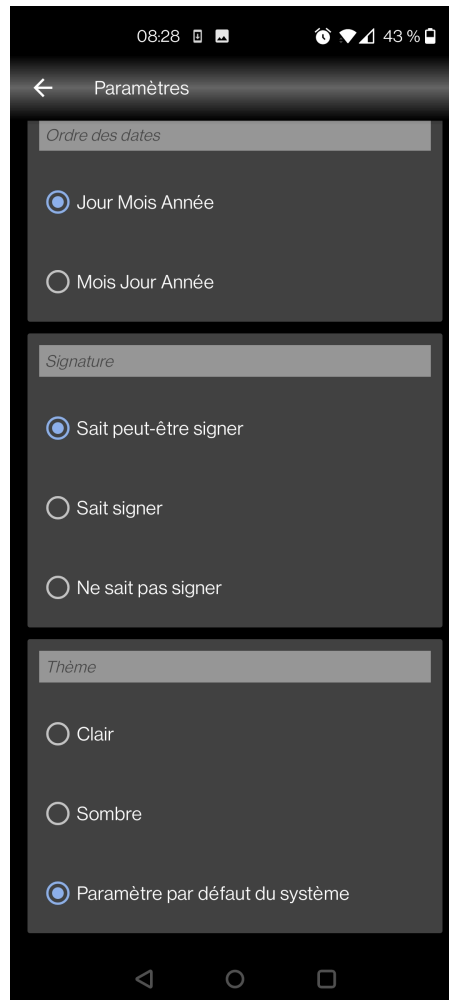 08:28
43 %
Paramètres
Ordre des dates
Jour Mois Année
Mois Jour Année
Signature
Sait peut-être signer
Sait signer
Ne sait pas signer
Thème
Clair
Sombre
Paramètre par défaut du système